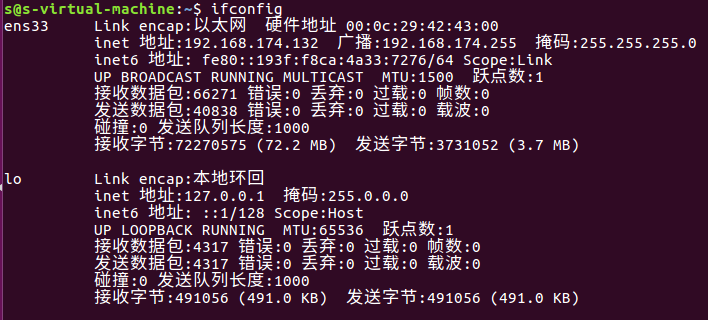 s@s-virtual-machine:~$ ifconfig
ens33     Link encap:以太网  硬件地址 00:0c:29:42:43:00
          inet 地址:192.168.174.132  广播:192.168.174.255  掩码:255.255.255.0
          inet6 地址: fe80::193f:f8ca:4a33:7276/64 Scope:Link
          UP BROADCAST RUNNING MULTICAST  MTU:1500  跃点数:1
          接收数据包:66271 错误:0 丢弃:0 过载:0 帧数:0
          发送数据包:40838 错误:0 丢弃:0 过载:0 载波:0
          碰撞:0 发送队列长度:1000
          接收字节:72270575 (72.2 MB)  发送字节:3731052 (3.7 MB)
lo        Link encap:本地环回
          inet 地址:127.0.0.1  掩码:255.0.0.0
          inet6 地址: ::1/128 Scope:Host
          UP LOOPBACK RUNNING  MTU:65536  跃点数:1
          接收数据包:4317 错误:0 丢弃:0 过载:0 帧数:0
          发送数据包:4317 错误:0 丢弃:0 过载:0 载波:0
          碰撞:0 发送队列长度:1000
          接收字节:491056 (491.0 KB)  发送字节:491056 (491.0 KB)